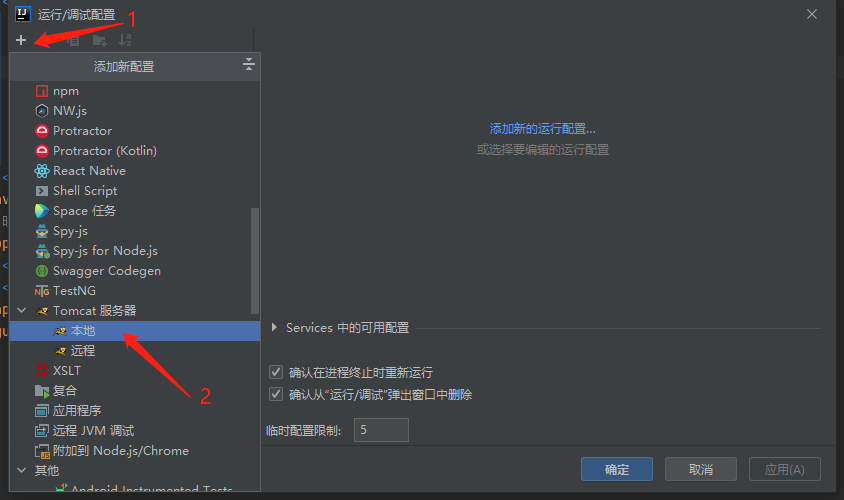 运行/调试配置
1
添加新配置
npm
NW.js
Protractor
Protractor (Kotlin)
React Native
Shell Script
Space 任务
Spy-js
Spy-js for Node.js
Swagger Codegen
TestNG
Tomcat 服务器
本地
远程
XSLT
复合
应用程序
远程 JVM 调试
附加到 Node.js/Chrome
其他
Android Instrumented Tests
2
添加新的运行配置...
或选择要编辑的运行配置
Services 中的可用配置
确认在进程终止时重新运行
确认从“运行/调试”弹出窗口中删除
临时配置限制: 5
确定
取消
应用(A)